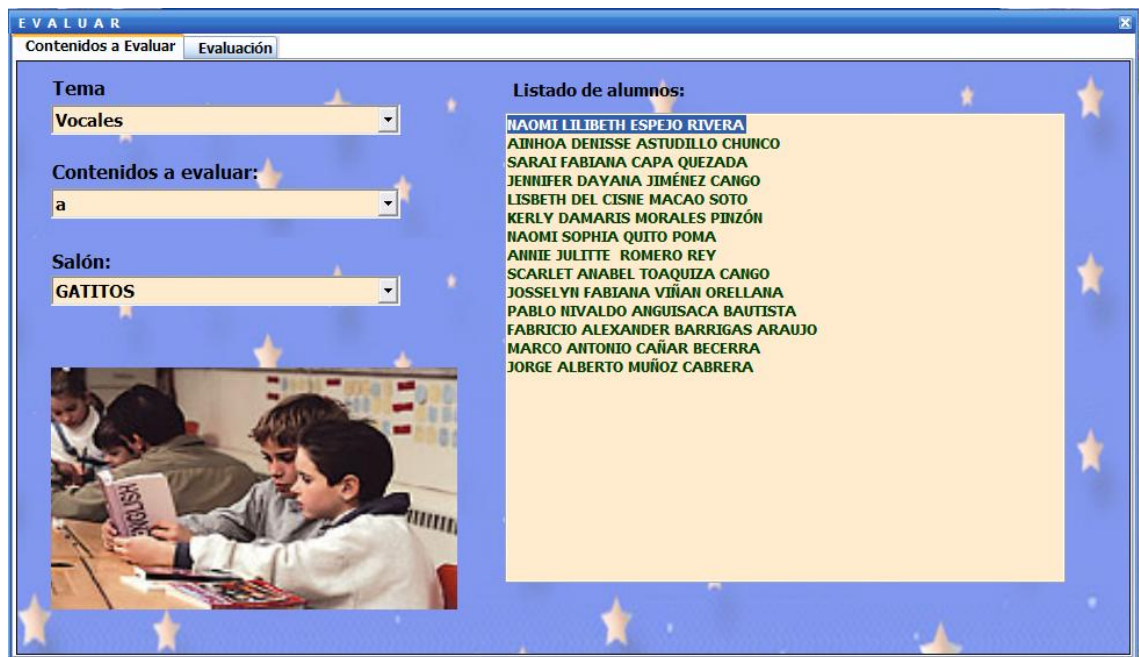 EVALUAR
Contenidos a Evaluar Evaluación
Tema
Vocales
Contenidos a evaluar:
a
Salón:
GATITOS
ENGLISH
Listado de alumnos:
NAOMI LILIBETH ESPEJO RIVERA
AINHOA DENISSE ASTUDILLO CHUNCO
SARAI FABIANA CAPA QUEZADA
JENNIFER DAYANA JIMÉNEZ CANGO
LISBETH DEL CISNE MACAO SOTO
KERLY DAMARIS MORALES PINZÓN
NAOMI SOPHIA QUITO POMA
ANNIE JULITTE ROMERO REY
SCARLET ANABEL TOAQUIZA CANGO
JOSSELYN FABIANA VIÑAN ORELLANA
PABLO NIVALDO ANGUISACA BAUTISTA
FABRICIO ALEXANDER BARRIGAS ARAUJO
MARCO ANTONIO CAÑAR BECERRA
JORGE ALBERTO MUÑOZ CABRERA